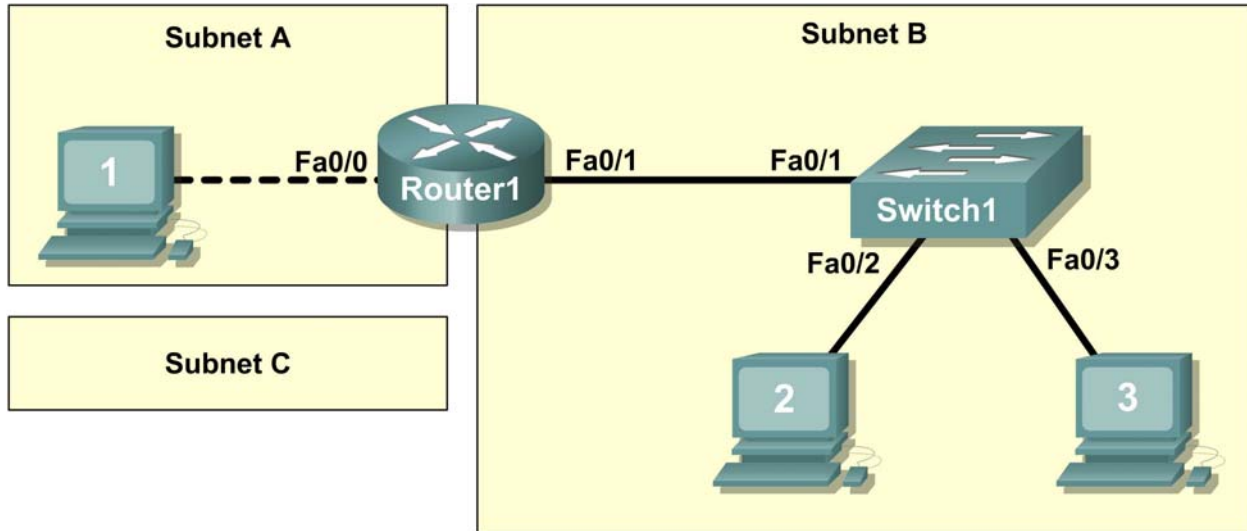 Subnet A
Subnet B
1
Fa0/0
Router1
Fa0/1
Fa0/1
Switch1
Fa0/2
Fa0/3
Subnet C
2
3